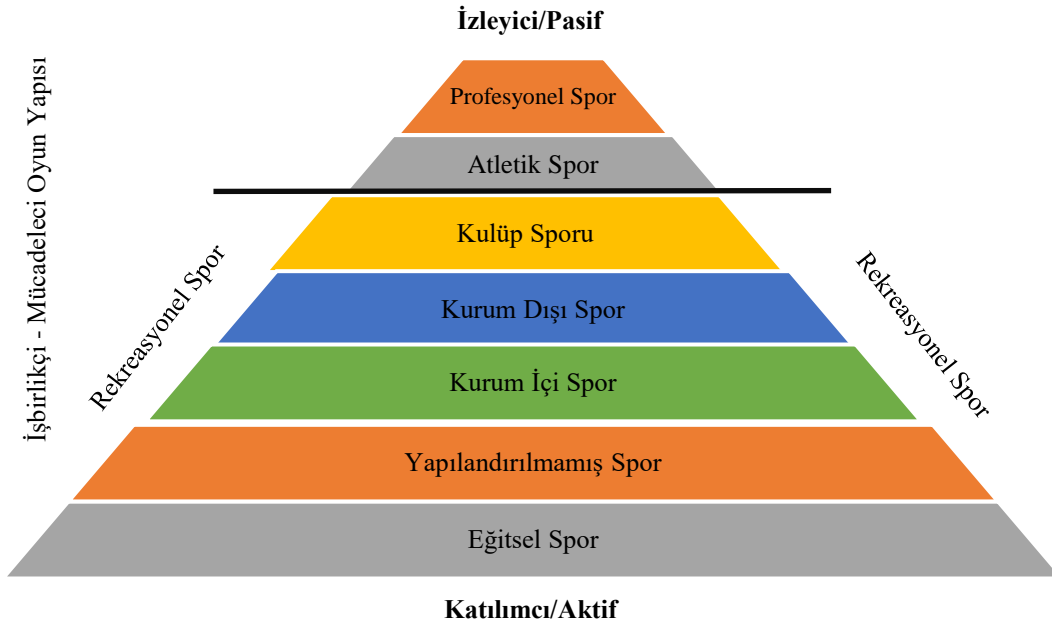 İzleyici/Pasif
İşbirlikçi - Mücadeleci Oyun Yapısı
Profesyonel Spor
Atletik Spor
Kulüp Sporu
Rekreasyonel Spor
Rekreasyonel Spor
Kurum Dışı Spor
Kurum İçi Spor
Yapılandırılmamış Spor
Eğitsel Spor
Katılımcı/Aktif